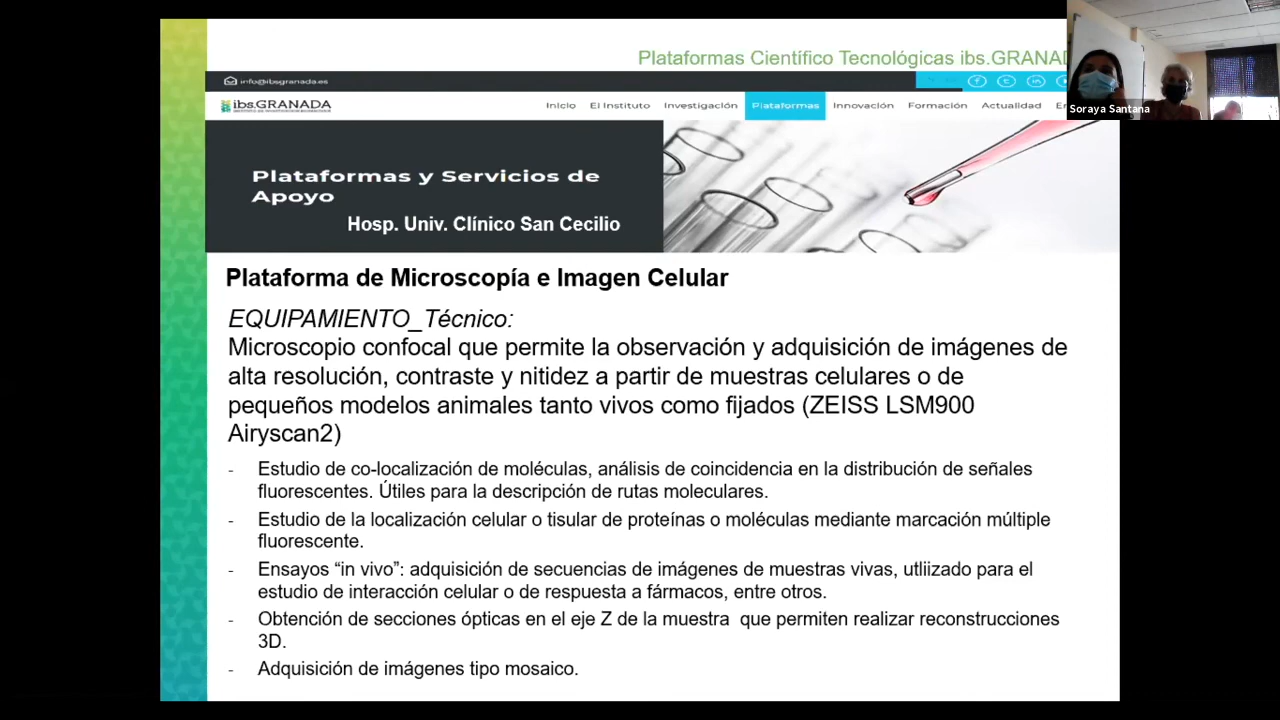 Plataformas Científico Tecnológicas ibs.GRANAD
info@ibsgranada.es
ibs.GRANADA
Inicio El Instituto Investigación Plataformas Innovación Formación Actualidad
Soraya Santana
Plataformas y Servicios de
Apoyo
Hosp. Univ. Clínico San Cecilio
Plataforma de Microscopía e Imagen Celular
EQUIPAMIENTO_Técnico:
Microscopio confocal que permite la observación y adquisición de imágenes de
alta resolución, contraste y nitidez a partir de muestras celulares o de
pequeños modelos animales tanto vivos como fijados (ZEISS LSM900
Airyscan2)
- Estudio de co-localización de moléculas, análisis de coincidencia en la distribución de señales
fluorescentes. Útiles para la descripción de rutas moleculares.
- Estudio de la localización celular o tisular de proteínas o moléculas mediante marcación múltiple
fluorescente.
- Ensayos “in vivo”: adquisición de secuencias de imágenes de muestras vivas, utliizado para el
estudio de interacción celular o de respuesta a fármacos, entre otros.
- Obtención de secciones ópticas en el eje Z de la muestra que permiten realizar reconstrucciones
3D.
- Adquisición de imágenes tipo mosaico.